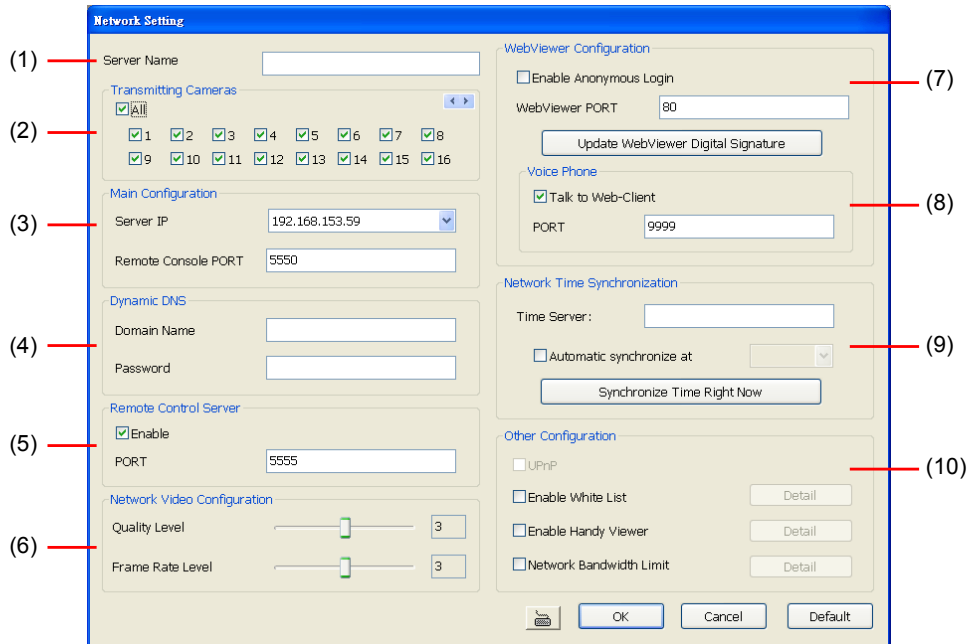 Network Setting
(1)
Server Name
(2)
Transmitting Cameras
All
1 2 3 4 5 6 7 8
9 10 11 12 13 14 15 16
(3)
Main Configuration
Server IP 192.168.153.59
Remote Console PORT 5550
(4)
Dynamic DNS
Domain Name
Password
(5)
Remote Control Server
Enable
PORT 5555
(6)
Network Video Configuration
Quality Level 3
Frame Rate Level 3
(7)
WebViewer Configuration
Enable Anonymous Login
WebViewer PORT 80
Update WebViewer Digital Signature
(8)
Voice Phone
Talk to Web-Client
PORT 9999
(9)
Network Time Synchronization
Time Server:
Automatic synchronize at
Synchronize Time Right Now
(10)
Other Configuration
UPnP
Enable White List Detail
Enable Handy Viewer Detail
Network Bandwidth Limit Detail
OK Cancel Default